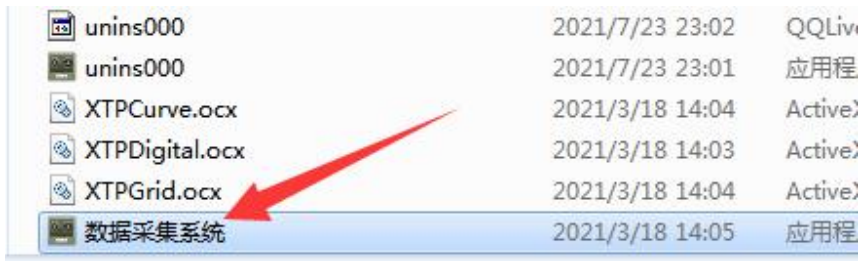 unins000 2021/7/23 23:02 QQLive
unins000 2021/7/23 23:01 应用程
XTPCurve.ocx 2021/3/18 14:04 ActiveX
XTPDigital.ocx 2021/3/18 14:03 ActiveX
XTPGrid.ocx 2021/3/18 14:04 ActiveX
数据采集系统 2021/3/18 14:05 应用程